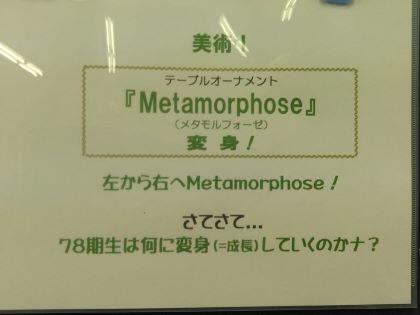 美術!
テーブルオーナメント
『Metamorphose』
(メタモルフォーゼ)
変身!
左から右へMetamorphose!
さてさて...
78期生は何に変身(=成長)していくのかナ?